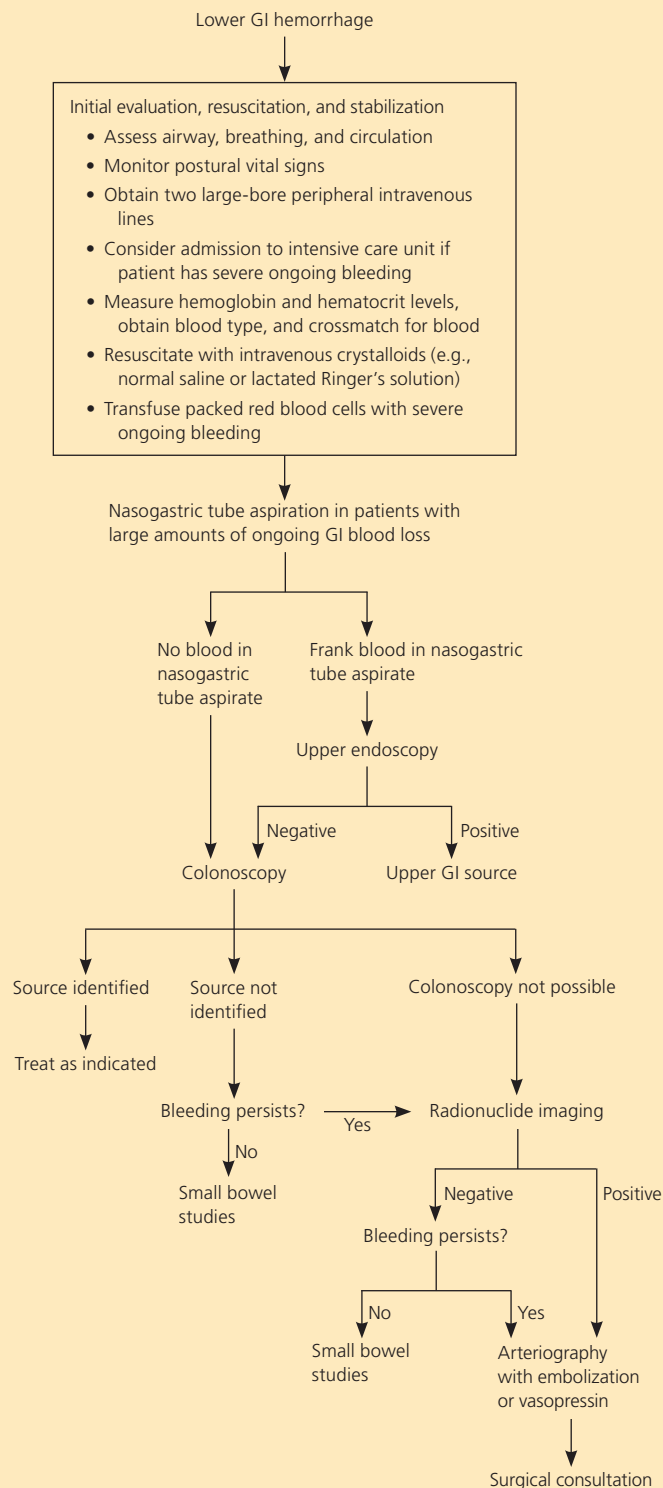 Lower GI hemorrhage
Initial evaluation, resuscitation, and stabilization
• Assess airway, breathing, and circulation
• Monitor postural vital signs
• Obtain two large-bore peripheral intravenous
lines
• Consider admission to intensive care unit if
patient has severe ongoing bleeding
• Measure hemoglobin and hematocrit levels,
obtain blood type, and crossmatch for blood
• Resuscitate with intravenous crystalloids (e.g.,
normal saline or lactated Ringer's solution)
• Transfuse packed red blood cells with severe
ongoing bleeding
Nasogastric tube aspiration in patients with
large amounts of ongoing GI blood loss
No blood in
nasogastric
tube aspirate
Frank blood in nasogastric
tube aspirate
Upper endoscopy
Negative
Positive
Colonoscopy
Upper GI source
Source identified
Source not
identified
Colonoscopy not possible
Treat as indicated
Bleeding persists?
Yes
Radionuclide imaging
No
Small bowel
studies
Negative
Positive
Bleeding persists?
No
Yes
Small bowel
studies
Arteriography
with embolization
or vasopressin
Surgical consultation